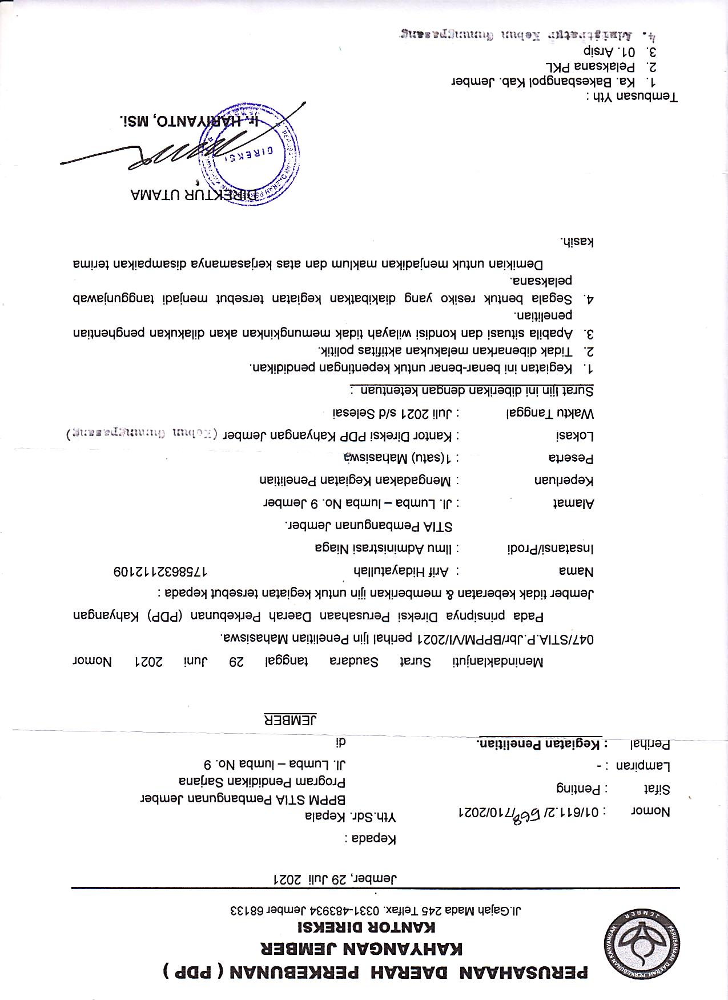 PERUSAHAAN DAERAH PERKEBUNAN ( PDP )
KAHYANGAN JEMBER
KANTOR DIREKSI
Jl.Gajah Mada 245 Telfax. 0331-483934 Jember 68133
PERUSAHAAN DAERAH PERKEBUNAN KAHYANGAN
JEMBER
Jember, 29 Juli 2021
Kepada :
Nomor : 01/611.2/ 568/710/2021 Yth.Sdr. Kepala
BPPM STIA Pembangunan Jember
Sifat : Penting Program Pendidikan Sarjana
Lampiran : - Jl. Lumba – lumba No. 9
Perihal : Kegiatan Penelitian. di
JEMBER
Menindaklanjuti Surat Saudara tanggal 29 Juni 2021 Nomor
047/STIA.P.Jbr/BPPM/VI/2021 perihal Ijin Penelitian Mahasiswa.
Pada prinsipnya Direksi Perusahaan Daerah Perkebunan (PDP) Kahyangan
Jember tidak keberatan & memberikan ijin untuk kegiatan tersebut kepada :
Nama : Arif Hidayatullah 1758632112109
Insatansi/Prodi : Ilmu Administrasi Niaga
STIA Pembangunan Jember.
Alamat : Jl. Lumba – lumba No. 9 Jember
Keperluan : Mengadakan Kegiatan Penelitian
Peserta : 1(satu) Mahasiswa
Lokasi : Kantor Direksi PDP Kahyangan Jember (Kebun Gunungpasang)
Waktu Tanggal : Juli 2021 s/d Selesai
Surat Ijin ini diberikan dengan ketentuan :
1. Kegiatan ini benar-benar untuk kepentingan pendidikan.
2. Tidak dibenarkan melakukan aktifitas politik.
3. Apabila situasi dan kondisi wilayah tidak memungkinkan akan dilakukan penghentian
penelitian.
4. Segala bentuk resiko yang diakibatkan kegiatan tersebut menjadi tanggunjawab
pelaksana.
Demikian untuk menjadikan maklum dan atas kerjasamanya disampaikan terima
kasih.
DIREKTUR UTAMA
DIREKSI
Ir. HARIYANTO, MSi.
Tembusan Yth :
1. Ka. Bakesbangpol Kab. Jember
2. Pelaksana PKL
3. 01. Arsip
4. Administratur Kebun Gunungpasang